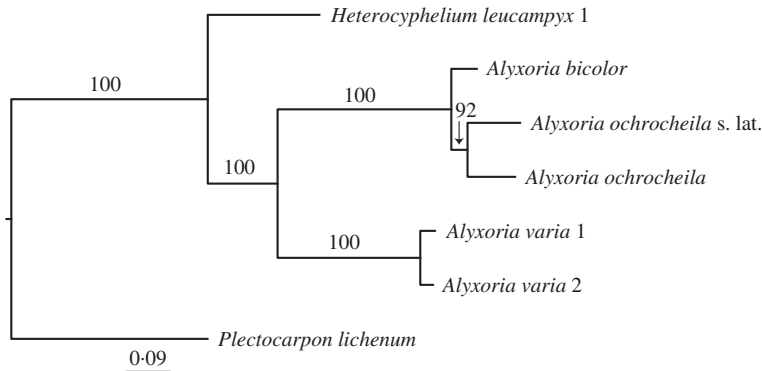 Heterocyphelium leucampyx 1
Alyxoria bicolor
100
100
92
Alyxoria ochrocheila s. lat.
100
Alyxoria ochrocheila
Alyxoria varia 1
100
Alyxoria varia 2
Plectocarpon lichenum
0·09